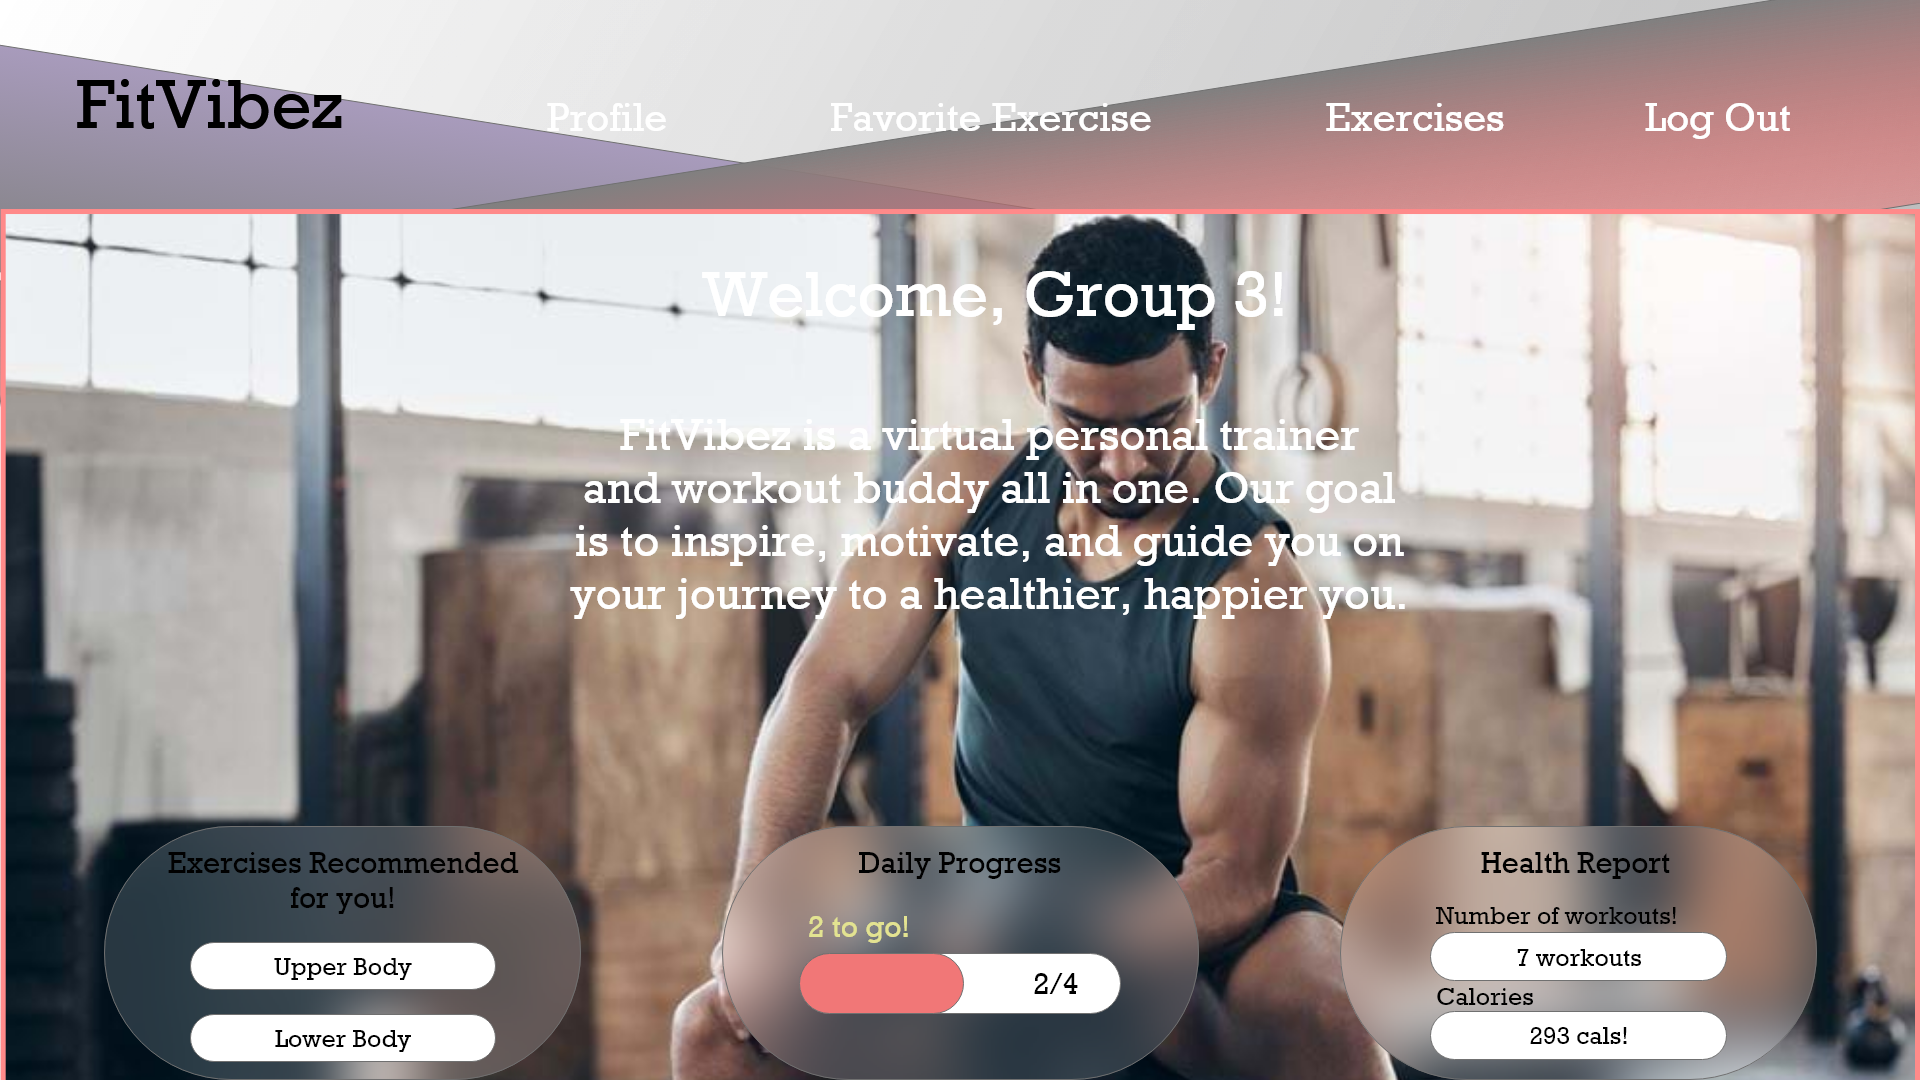 FitVibez
Profile
Favorite Exercise
Exercises
Log Out
Welcome, Group 3!
FitVibez is a virtual personal trainer
and workout buddy all in one. Our goal
is to inspire, motivate, and guide you on
your journey to a healthier, happier you.
Exercises Recommended
for you!
Upper Body
Lower Body
Daily Progress
2 to go!
2/4
Health Report
Number of workouts!
7 workouts
Calories
293 cals!